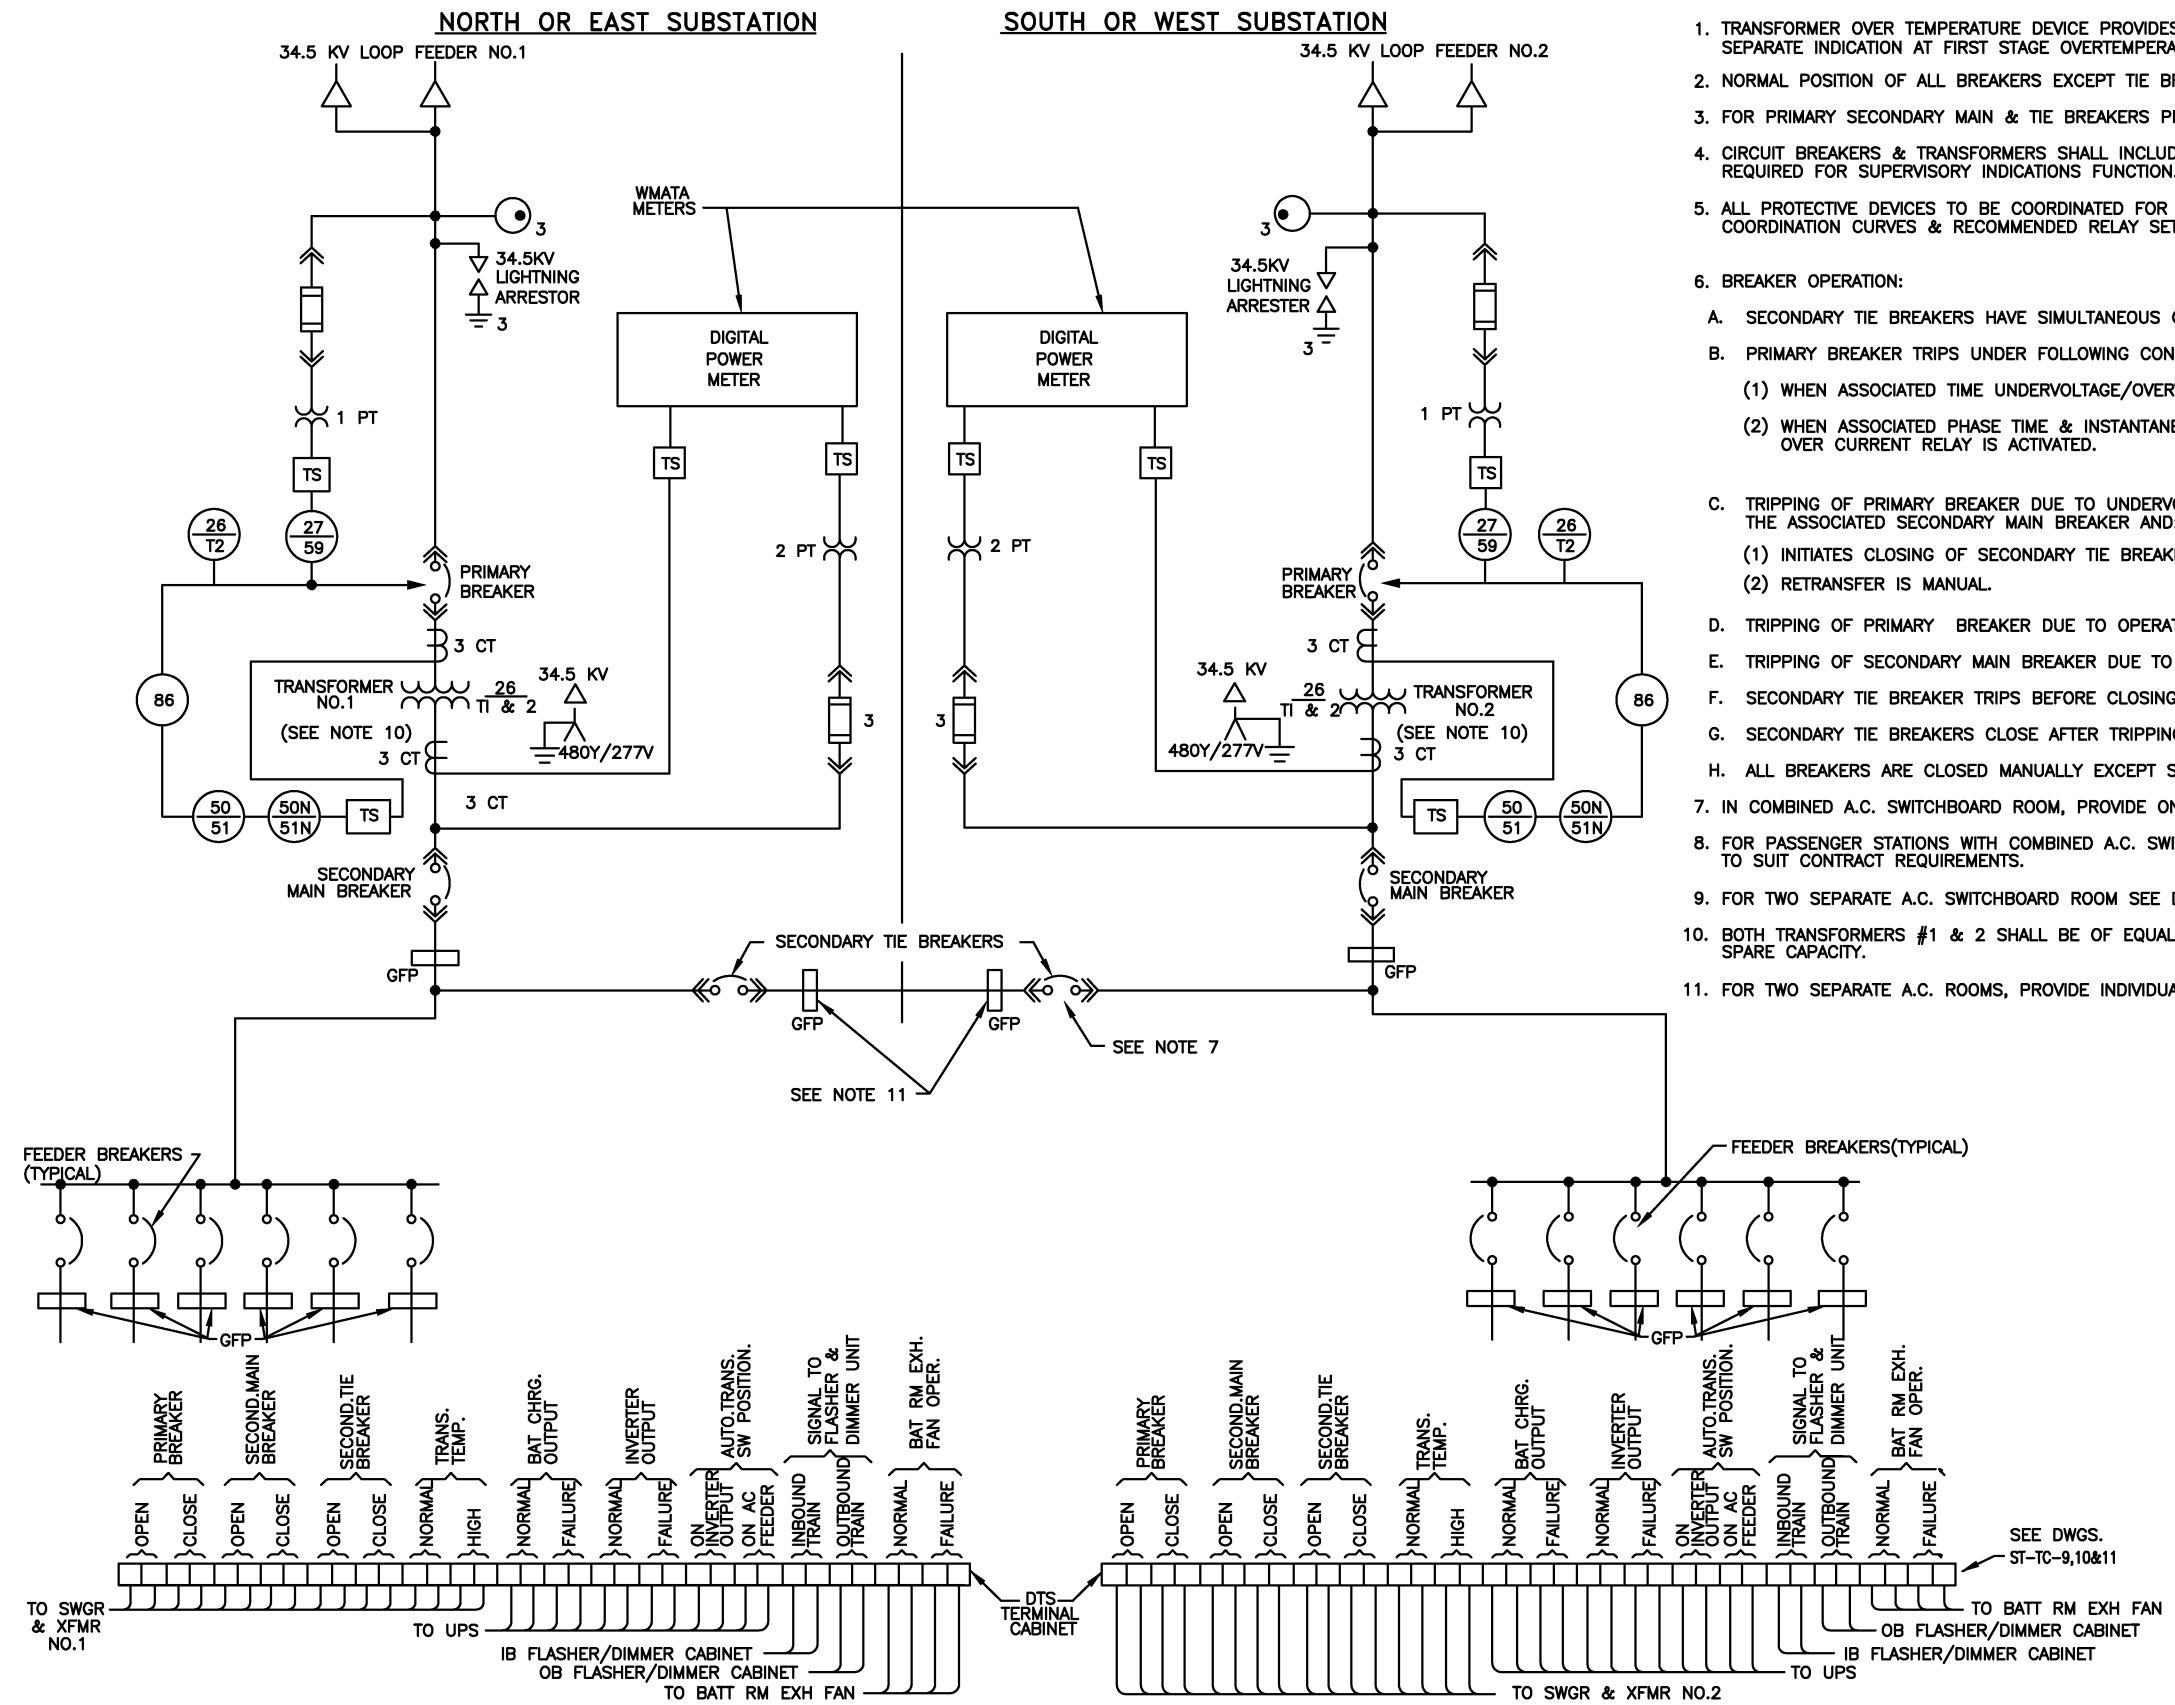 NORTH OR EAST SUBSTATION
SOUTH OR WEST SUBSTATION
34.5 KV LOOP FEEDER NO.1
34.5 KV LOOP FEEDER NO.2
WMATA
METERS
3
34.5KV
LIGHTNING
ARRESTOR
3
1 PT
TS
27
59
26
T2
PRIMARY
BREAKER
3 CT
86
TRANSFORMER
NO.1
(SEE NOTE 10)
26
TI & 2
34.5 KV
480Y/277V
3 CT
3 CT
50
51
50N
51N
TS
SECONDARY
MAIN BREAKER
GFP
DIGITAL
POWER
METER
TS
TS
2 PT
3
DIGITAL
POWER
METER
TS
TS
2 PT
3
3
34.5KV
LIGHTNING
ARRESTER
3
1 PT
TS
27
59
26
T2
PRIMARY
BREAKER
3 CT
86
34.5 KV
480Y/277V
26
TI & 2
TRANSFORMER
NO.2
(SEE NOTE 10)
3 CT
TS
50
51
50N
51N
SECONDARY
MAIN BREAKER
GFP
SECONDARY TIE BREAKERS
GFP
GFP
SEE NOTE 7
SEE NOTE 11
FEEDER BREAKERS
(TYPICAL)
GFP
FEEDER BREAKERS(TYPICAL)
GFP
PRIMARY
BREAKER
SECOND.MAIN
BREAKER
SECOND.TIE
BREAKER
TRANS.
TEMP.
BAT CHRG.
OUTPUT
INVERTER
OUTPUT
AUTO.TRANS.
SW POSITION.
SIGNAL TO
FLASHER &
DIMMER UNIT
BAT RM EXH.
FAN OPER.
OPEN
CLOSE
OPEN
CLOSE
OPEN
CLOSE
NORMAL
HIGH
NORMAL
FAILURE
NORMAL
FAILURE
ON
INVERTER
OUTPUT
ON AC
FEEDER
INBOUND
TRAIN
OUTBOUND
TRAIN
NORMAL
FAILURE
TO SWGR
& XFMR
NO.1
TO UPS
IB FLASHER/DIMMER CABINET
OB FLASHER/DIMMER CABINET
TO BATT RM EXH FAN
DTS
TERMINAL
CABINET
PRIMARY
BREAKER
SECOND.MAIN
BREAKER
SECOND.TIE
BREAKER
TRANS.
TEMP.
BAT CHRG.
OUTPUT
INVERTER
OUTPUT
AUTO.TRANS.
SW POSITION.
SIGNAL TO
FLASHER &
DIMMER UNIT
BAT RM EXH.
FAN OPER.
OPEN
CLOSE
OPEN
CLOSE
OPEN
CLOSE
NORMAL
HIGH
NORMAL
FAILURE
NORMAL
FAILURE
ON
INVERTER
OUTPUT
ON AC
FEEDER
INBOUND
TRAIN
OUTBOUND
TRAIN
NORMAL
FAILURE
SEE DWGS.
ST-TC-9,10&11
TO BATT RM EXH FAN
OB FLASHER/DIMMER CABINET
IB FLASHER/DIMMER CABINET
TO UPS
TO SWGR & XFMR NO.2
1. TRANSFORMER OVER TEMPERATURE DEVICE PROVIDES
SEPARATE INDICATION AT FIRST STAGE
2. NORMAL POSITION OF ALL BREAKERS EXCEPT TIE
3. FOR PRIMARY SECONDARY MAIN & TIE BREAKERS
4. CIRCUIT BREAKERS & TRANSFORMERS SHALL
REQUIRED FOR SUPERVISORY INDICATIONS FUNCTION.
5. ALL PROTECTIVE DEVICES TO BE COORDINATED FOR
COORDINATION CURVES & RECOMMENDED RELAY
6. BREAKER OPERATION:
A. SECONDARY TIE BREAKERS HAVE SIMULTANEOUS
B. PRIMARY BREAKER TRIPS UNDER FOLLOWING
(1) WHEN ASSOCIATED TIME
(2) WHEN ASSOCIATED PHASE TIME &
OVER CURRENT RELAY IS ACTIVATED.
C. TRIPPING OF PRIMARY BREAKER DUE TO
THE ASSOCIATED SECONDARY MAIN BREAKER AND:
(1) INITIATES CLOSING OF SECONDARY TIE
(2) RETRANSFER IS MANUAL.
D. TRIPPING OF PRIMARY BREAKER DUE TO
E. TRIPPING OF SECONDARY MAIN BREAKER DUE TO
F. SECONDARY TIE BREAKER TRIPS BEFORE CLOSING
G. SECONDARY TIE BREAKERS CLOSE AFTER TRIPPING
H. ALL BREAKERS ARE CLOSED MANUALLY EXCEPT
7. IN COMBINED A.C. SWITCHBOARD ROOM, PROVIDE
8. FOR PASSENGER STATIONS WITH COMBINED A.C.
TO SUIT CONTRACT REQUIREMENTS.
9. FOR TWO SEPARATE A.C. SWITCHBOARD ROOM SEE
10. BOTH TRANSFORMERS #1 & 2 SHALL BE OF EQUAL
SPARE CAPACITY.
11. FOR TWO SEPARATE A.C. ROOMS, PROVIDE